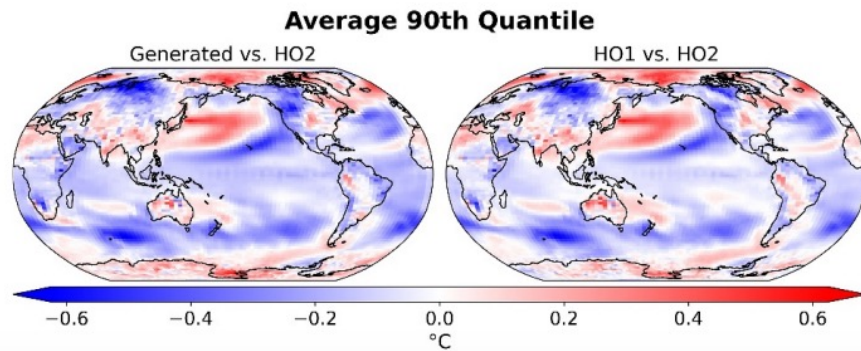 Average 90th Quantile
Generated vs. HO2
HO1 vs. HO2
−0.6 −0.4 −0.2 0.0 0.2 0.4 0.6
°C